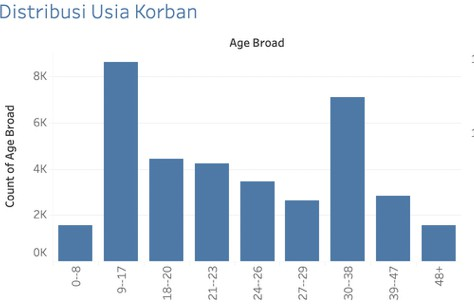 Distribusi Usia Korban
Age Broad
Count of Age Broad
8K
6K
4K
2K
0K
0--8
9--17
18--20
21--23
24--26
27--29
30--38
39--47
48+